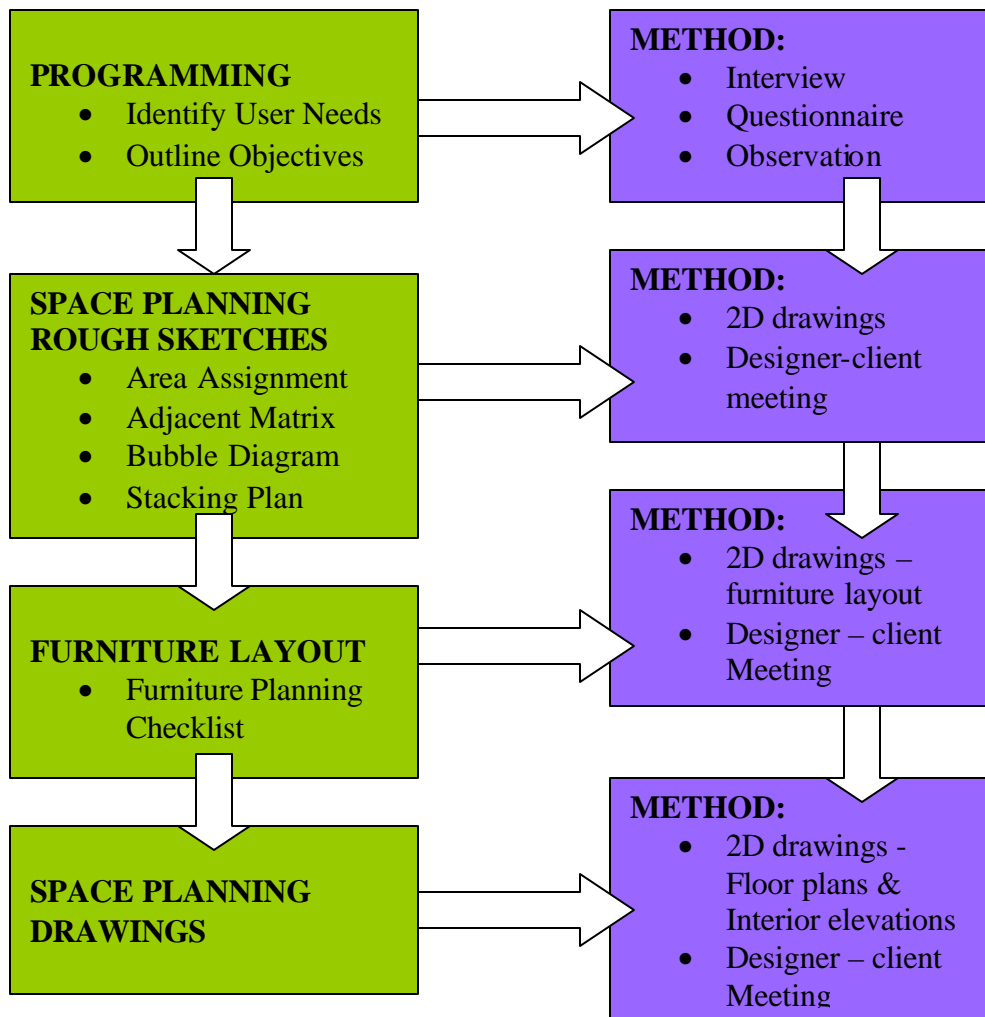 PROGRAMMING
• Identify User Needs
• Outline Objectives
METHOD:
• Interview
• Questionnaire
• Observation
SPACE PLANNING
ROUGH SKETCHES
• Area Assignment
• Adjacent Matrix
• Bubble Diagram
• Stacking Plan
METHOD:
• 2D drawings
• Designer-client
meeting
FURNITURE LAYOUT
• Furniture Planning
Checklist
METHOD:
• 2D drawings –
furniture layout
• Designer – client
Meeting
SPACE PLANNING
DRAWINGS
METHOD:
• 2D drawings -
Floor plans &
Interior elevations
• Designer – client
Meeting